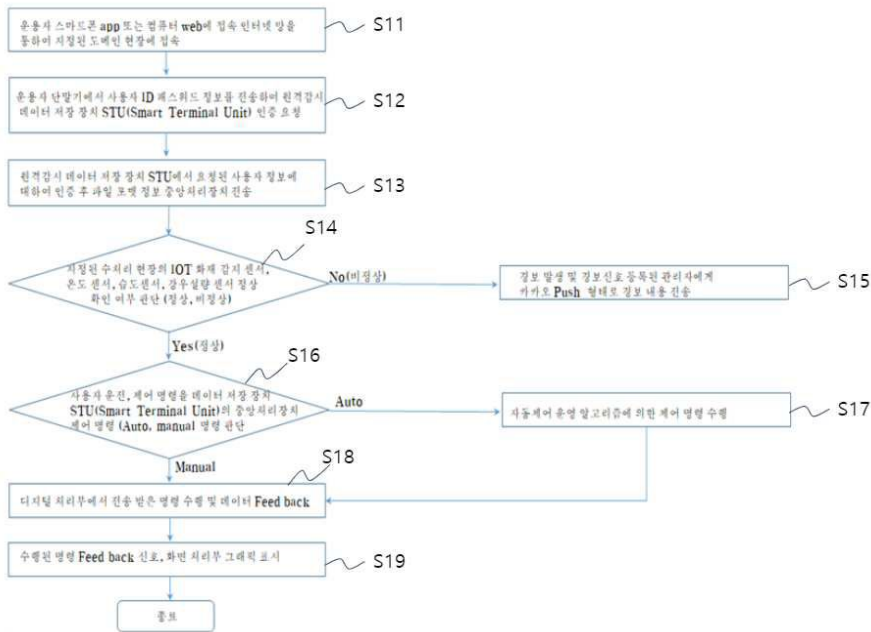 운용자 스마드폰 app 또는 컴퓨터 web에 접속 인터넷 망을
통하여 지정된 도메인 현장에 접속
S11
운용자 단말기에서 사용자 ID 패스워드 정보를 전송하여 원격감시
데이터 저장 장치 STU(Smart Terminal Unit) 인증 요청
S12
원격감시 데이터 저장 장치 STU에서 요청된 사용자 정보에
대하여 인증 후 파일 포맷 정보 중앙처리장치 전송
S13
S14
지정된 수처리 현장의 IOT 화재 감지 센서,
온도 센서, 습도센서, 강우설량 센서 정상
확인 여부 판단 (정상, 비정상)
No(비정상)
경보 발생 및 경보신호 등록된 관리자에게
카카오 Push 형태로 경보 내용 전송
S15
Yes(정상)
S16
사용자 운전, 제어 명령을 데이터 저장 장치
STU(Smart Terminal Unit)의 중앙처리장치
제어 명령 (Auto, manual 명령 판단
Auto
자동제어 운영 알고리즘에 의한 제어 명령 수행
S17
Manual
S18
디지털 처리부에서 전송 받은 명령 수행 및 데이터 Feed back
수행된 명령 Feed back 신호, 화면 처리부 그래픽 표시
S19
종료